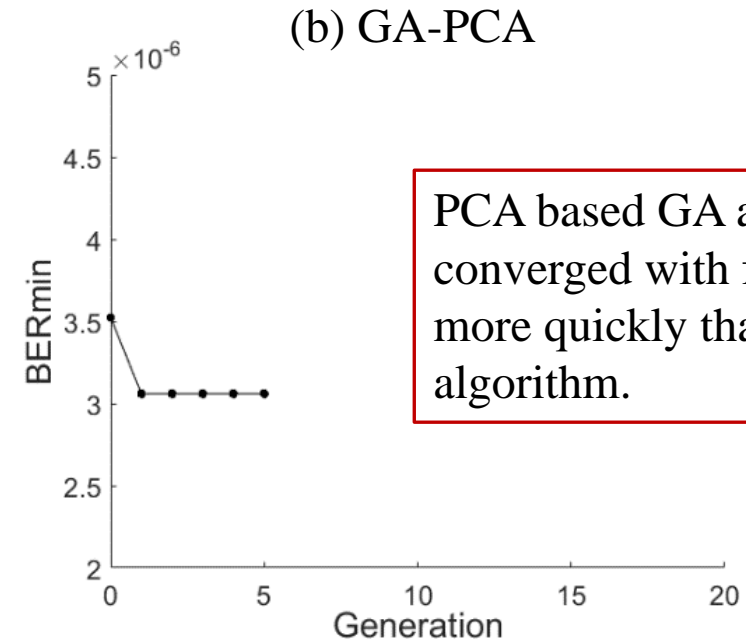 (b) GA-PCA
×10^-6
5
4.5
4
3.5
3
2.5
2
BERmin
0 5 10 15 20
Generation
PCA based GA
converged with
more quickly
algorithm.